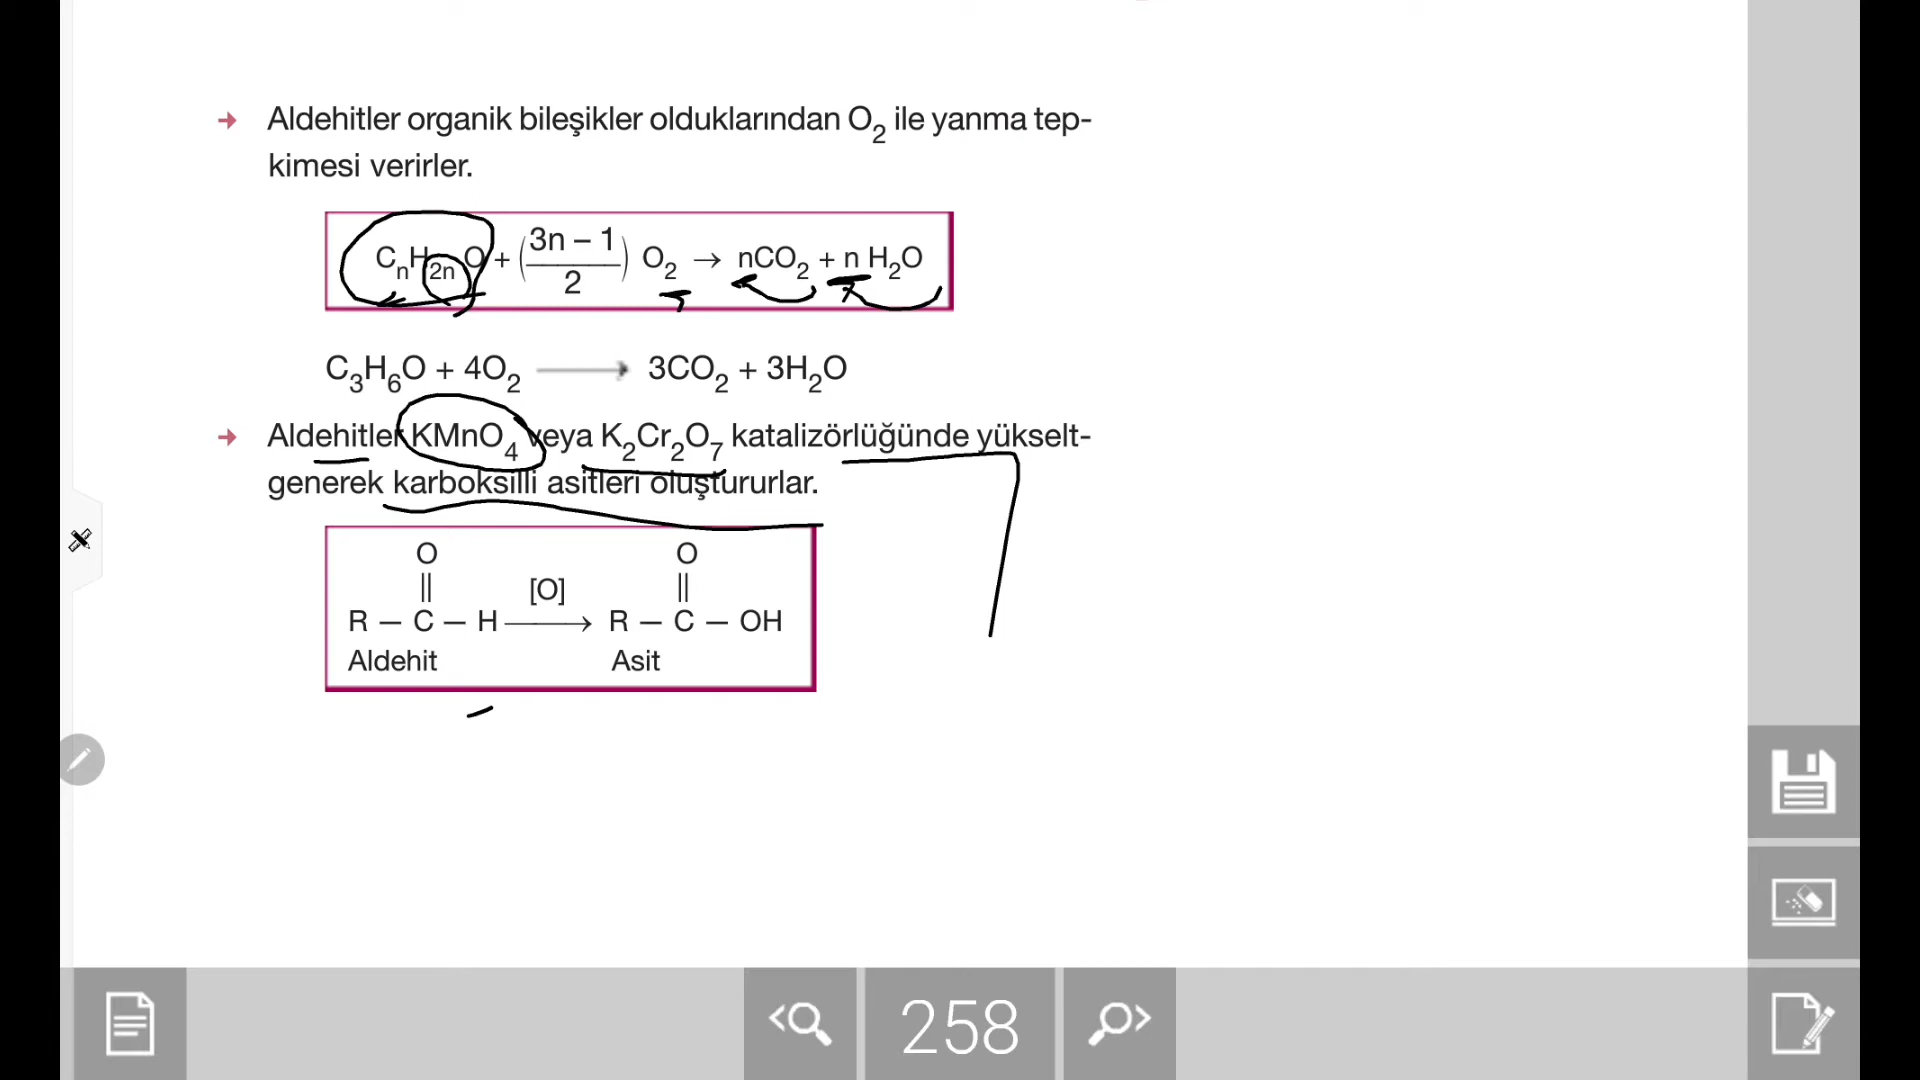 → Aldehitler organik bileşikler olduklarından O₂ ile yanma tep-
kimesi verirler.
CₙH₂ₙO + (3n – 1 / 2) O₂ → nCO₂ + n H₂O
C₃H₆O + 4O₂ → 3CO₂ + 3H₂O
→ Aldehitler KMnO₄ veya K₂Cr₂O₇ katalizörlüğünde yükselt-
generek karboksilli asitleri oluştururlar.
O O
|| [O] ||
R — C — H → R — C — OH
Aldehit Asit
258